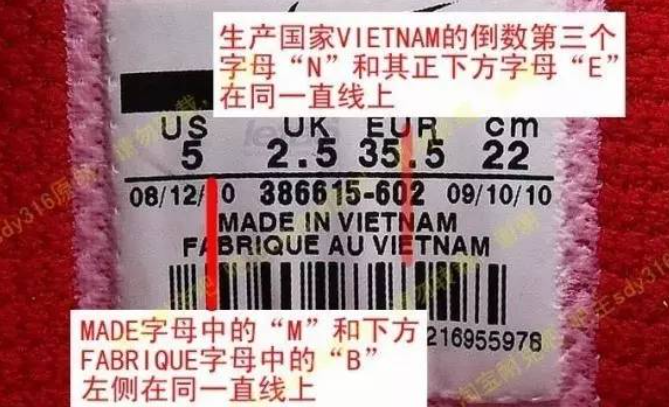 生产国家VIETNAM的倒数第三个
字母“N”和其正下方字母“E”
在同一直线上
US UK EUR cm
5 2.5 35.5 22
08/12/ 0 386615-602 09/10/10
MADE IN VIETNAM
FABRIQUE AU VIETNAM
216955978
MADE字母中的“M”和下方
FABRIQUE字母中的“B”
左侧在同一直线上